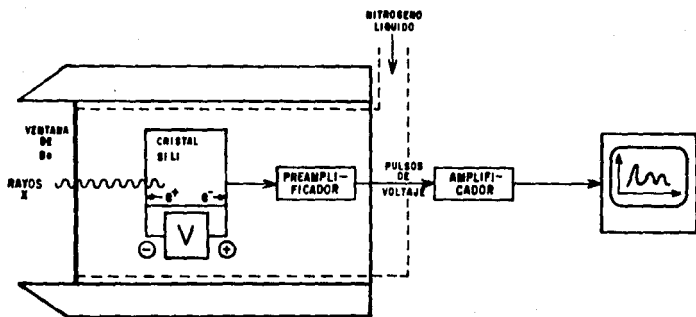 NITROGENO
LIQUIDO
VENTANA
DE
Be
RAYOS
X
CRISTAL
SI LI
e+
e-
V
-
+
PREAMPLI-
FICADOR
PULSOS
DE
VOLTAJE
AMPLIFI-
CADOR